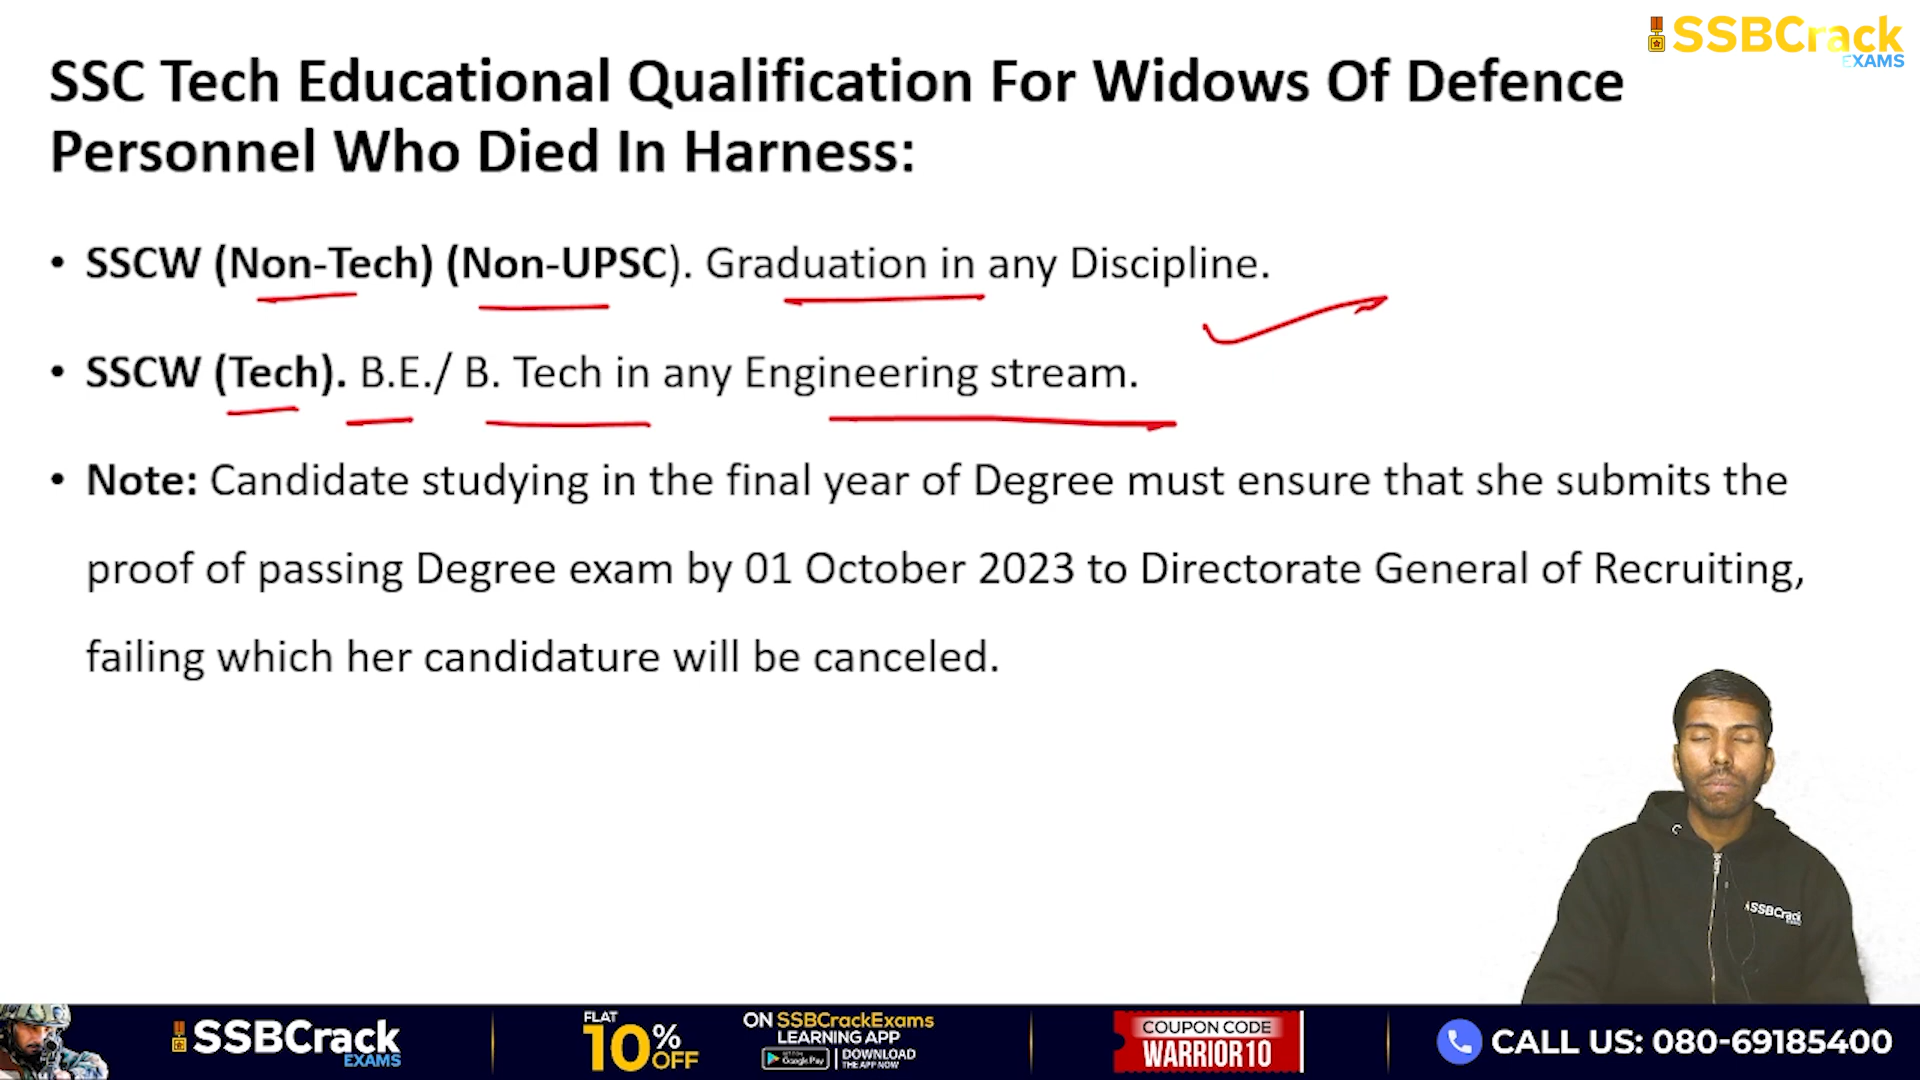 SSBCrack
EXAMS
SSC Tech Educational Qualification For Widows Of Defence
Personnel Who Died In Harness:
• SSCW (Non-Tech) (Non-UPSC). Graduation in any Discipline.
• SSCW (Tech). B.E./ B. Tech in any Engineering stream.
• Note: Candidate studying in the final year of Degree must ensure that she submits the
proof of passing Degree exam by 01 October 2023 to Directorate General of Recruiting,
failing which her candidature will be canceled.
SSBCrack
SSBCrack
EXAMS
FLAT
10% OFF
ON SSBCrackExams
LEARNING APP
Google Play
DOWNLOAD
THE APP NOW
COUPON CODE
WARRIOR10
CALL US: 080-69185400